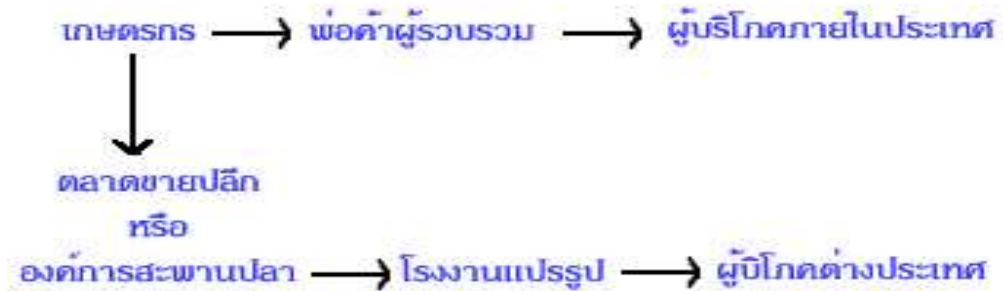 เกษตรกร พ่อค้าผู้รวบรวม ผู้บริโภคภายในประเทศ
ตลาดขายปลึก
หรือ
องค์การสะพานปลา โรงงานแปรรูป ผู้บิโภคต่างประเทศ